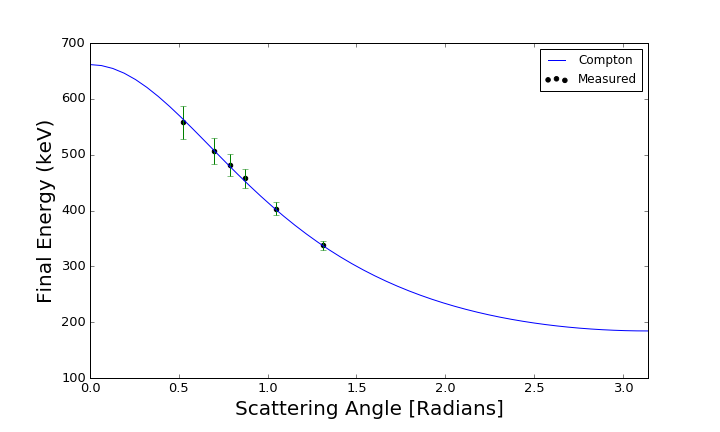 700
600
500
400
300
200
100
Final Energy (keV)
Compton
Measured
0.0 0.5 1.0 1.5 2.0 2.5 3.0
Scattering Angle [Radians]